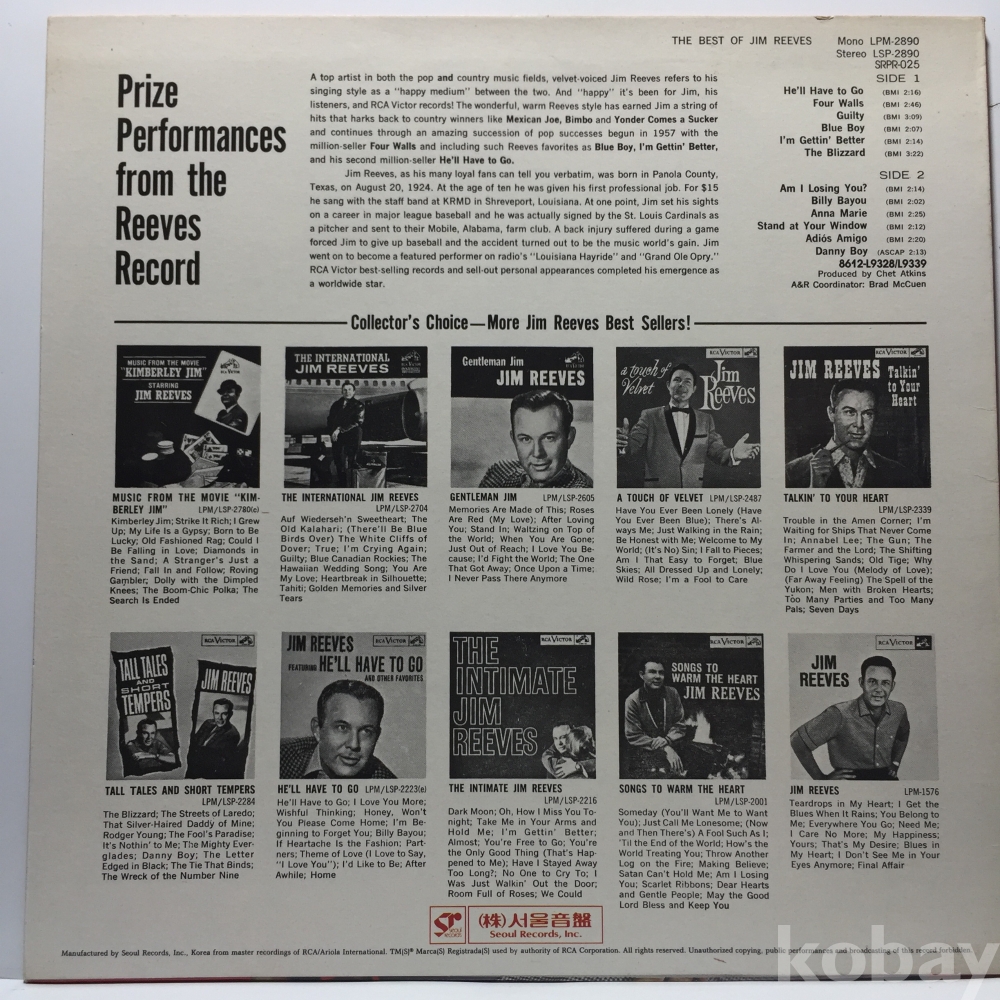 THE BEST OF JIM REEVES Mono LPM-2890
Stereo LSP-2890
SRPR-025
Prize
Performances
from the
Reeves
Record
A top artist in both the pop and country music fields, velvet-voiced Jim Reeves refers to his
singing style as a "happy medium" between the two. And "happy" it's been for Jim, his
listeners, and RCA Victor records! The wonderful, warm Reeves style has earned Jim a string of
hits that harks back to country winners like Mexican Joe, Bimbo and Yonder Comes a Sucker
and continues through an amazing succession of pop successes begun in 1957 with the
million-seller Four Walls and including such Reeves favorites as Blue Boy, I'm Gettin' Better,
and his second million-seller He'll Have to Go.
Jim Reeves, as his many loyal fans can tell you verbatim, was born in Panola County,
Texas, on August 20, 1924. At the age of ten he was given his first professional job. For $15
he sang with the staff band at KRMD in Shreveport, Louisiana. At one point, Jim set his sights
on a career in major league baseball and he was actually signed by the St. Louis Cardinals as
a pitcher and sent to their Mobile, Alabama, farm club. A back injury suffered during a game
forced Jim to give up baseball and the accident turned out to be the music world's gain. Jim
went on to become a featured performer on radio's "Louisiana Hayride" and "Grand Ole Opry."
RCA Victor best-selling records and sell-out personal appearances completed his emergence as
a worldwide star.
SIDE 1
He'll Have to Go (BMI 2:16)
Four Walls (BMI 2:46)
Guilty (BMI 3:09)
Blue Boy (BMI 2:07)
I'm Gettin' Better (BMI 2:14)
The Blizzard (BMI 3:22)
SIDE 2
Am I Losing You? (BMI 2:14)
Billy Bayou (BMI 2:02)
Anna Marie (BMI 2:25)
Stand at Your Window (BMI 2:12)
Adiós Amigo (BMI 2:20)
Danny Boy (ASCAP 2:13)
8612-L9328/L9339
Produced by Chet Atkins
A&R Coordinator: Brad McCuen
Collector's Choice—More Jim Reeves Best Sellers!
MUSIC FROM THE MOVIE
"KIMBERLEY JIM"
STARRING
JIM REEVES
MUSIC FROM THE MOVIE "KIM-
BERLEY JIM" LPM/LSP-2780(e)
Kimberley Jim; Strike It Rich; I Grew
Up; My Life Is a Gypsy; Born to Be
Lucky; Old Fashioned Rag; Could I
Be Falling in Love; Diamonds in
the Sand; A Stranger's Just a
Friend; Fall In and Follow; Roving
Gambler; Dolly with the Dimpled
Knees; The Boom-Chic Polka; The
Search Is Ended
THE INTERNATIONAL
JIM REEVES
THE INTERNATIONAL JIM REEVES
LPM/LSP-2704
Auf Wiederseh'n Sweetheart; The
Old Kalahari; (There'll Be Blue
Birds Over) The White Cliffs of
Dover; True; I'm Crying Again;
Guilty; Blue Canadian Rockies; The
Hawaiian Wedding Song; You Are
My Love; Heartbreak in Silhouette;
Tahiti; Golden Memories and Silver
Tears
Gentleman Jim
JIM REEVES
GENTLEMAN JIM LPM/LSP-2605
Memories Are Made of This; Roses
Are Red (My Love); After Loving
You; Stand In; Waltzing on Top of
the World; When You Are Gone;
Just Out of Reach; I Love You Be-
cause; I'd Fight the World; The One
That Got Away; Once Upon a Time;
I Never Pass There Anymore
RCA VICTOR
a touch of
Velvet
Jim
Reeves
A TOUCH OF VELVET LPM/LSP-2487
Have You Ever Been Lonely (Have
You Ever Been Blue); There's Al-
ways Me; Just Walking in the Rain;
Be Honest with Me; Welcome to My
World; (It's No) Sin; I Fall to Pieces;
Am I That Easy to Forget; Blue
Skies; All Dressed Up and Lonely;
Wild Rose; I'm a Fool to Care
RCA VICTOR
JIM REEVES
Talkin'
to Your
Heart
TALKIN' TO YOUR HEART
LPM/LSP-2339
Trouble in the Amen Corner; I'm
Waiting for Ships That Never Come
In; Annabel Lee; The Gun; The
Farmer and the Lord; The Shifting
Whispering Sands; Old Tige; Why
Do I Love You (Melody of Love);
(Far Away Feeling) The Spell of the
Yukon; Men with Broken Hearts;
Too Many Parties and Too Many
Pals; Seven Days
RCA VICTOR
TALL TALES
AND
SHORT
TEMPERS
JIM REEVES
TALL TALES AND SHORT TEMPERS
LPM/LSP-2284
The Blizzard; The Streets of Laredo;
That Silver-Haired Daddy of Mine;
Rodger Young; The Fool's Paradise;
It's Nothin' to Me; The Mighty Ever-
glades; Danny Boy; The Letter
Edged in Black; The Tie That Binds;
The Wreck of the Number Nine
JIM REEVES
RCA VICTOR
FEATURING HE'LL HAVE TO GO
AND OTHER FAVORITES
HE'LL HAVE TO GO LPM/LSP-2223(e)
He'll Have to Go; I Love You More;
Wishful Thinking; Honey, Won't
You Please Come Home; I'm Be-
ginning to Forget You; Billy Bayou;
If Heartache Is the Fashion; Part-
ners; Theme of Love (I Love to Say,
"I Love You"); I'd Like to Be; After
Awhile; Home
RCA VICTOR
THE
INTIMATE
JIM
REEVES
THE INTIMATE JIM REEVES
LPM/LSP-2216
Dark Moon; Oh, How I Miss You To-
night; Take Me in Your Arms and
Hold Me; I'm Gettin' Better;
Almost; You're Free to Go; You're
the Only Good Thing (That's Hap-
pened to Me); Have I Stayed Away
Too Long?; No One to Cry To; I
Was Just Walkin' Out the Door;
Room Full of Roses; We Could
RCA VICTOR
SONGS TO
WARM THE HEART
JIM REEVES
SONGS TO WARM THE HEART
LPM/LSP-2001
Someday (You'll Want Me to Want
You); Just Call Me Lonesome; (Now
and Then There's) A Fool Such As I;
'Til the End of the World; How's the
World Treating You; Throw Another
Log on the Fire; Making Believe;
Satan Can't Hold Me; Am I Losing
You; Scarlet Ribbons; Dear Hearts
and Gentle People; May the Good
Lord Bless and Keep You
RCA VICTOR
JIM
REEVES
JIM REEVES LPM-1576
Teardrops in My Heart; I Get the
Blues When It Rains; You Belong to
Me; Everywhere You Go; Need Me;
I Care No More; My Happiness;
Yours; That's My Desire; Blues in
My Heart; I Don't See Me in Your
Eyes Anymore; Final Affair
SEOUL
RECORDS
(株)서울音盤
Seoul Records, Inc.
Manufactured by Seoul Records, Inc., Korea from master recordings of RCA/Ariola International. TM(S)® Marca(S) Registrada(S) used by authority of RCA Corporation. All rights reserved. Unauthorized copying, public performances and broadcasting of this record forbidden.
kobay